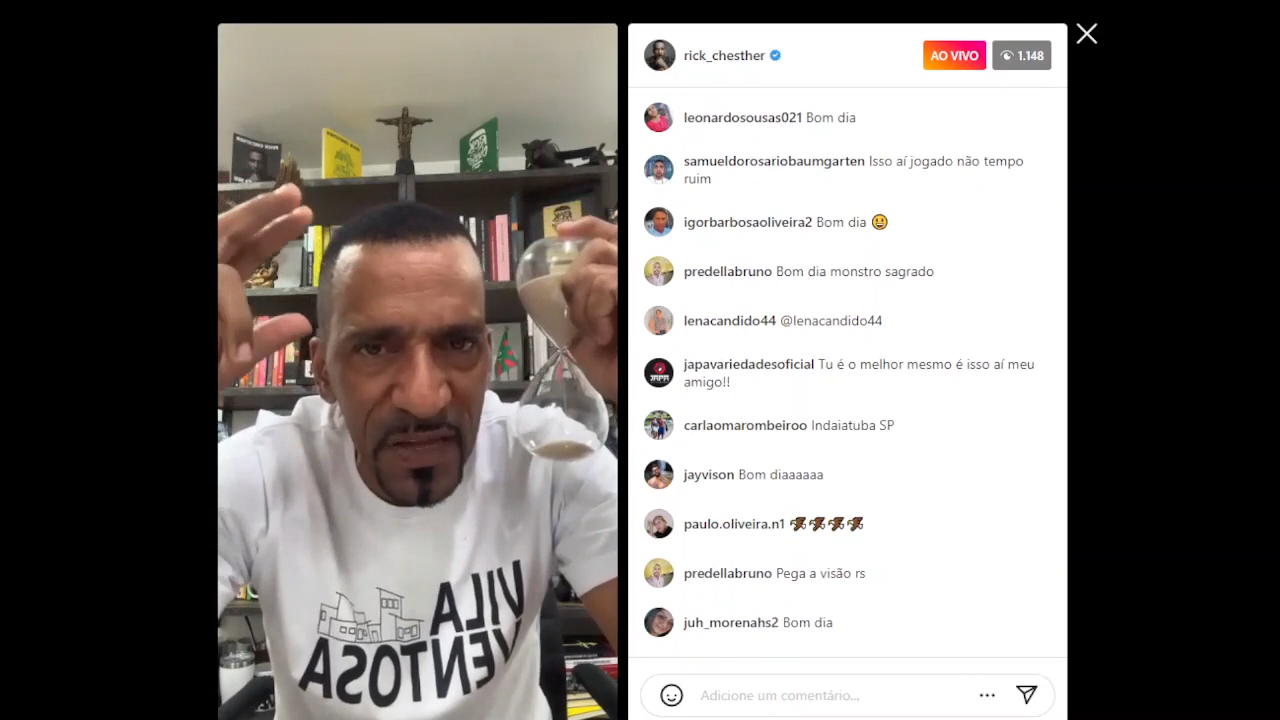 rick_chesther
AO VIVO
1.148
leonardosousas021 Bom dia
samueldorosariobaumgarten Isso aí jogado não tempo
ruim
igorbarbosaoliveira2 Bom dia 😃
predellabruno Bom dia monstro sagrado
lenacandido44 @lenacandido44
japavariedadesoficial Tu é o melhor mesmo é isso aí meu
amigo!!
JAPA
carlaomarombeiroo Indaiatuba SP
jayvison Bom diaaaaaa
paulo.oliveira.n1
predellabruno Pega a visão rs
juh_morenahs2 Bom dia
Adicione um comentário...
VILA
VENTOSA